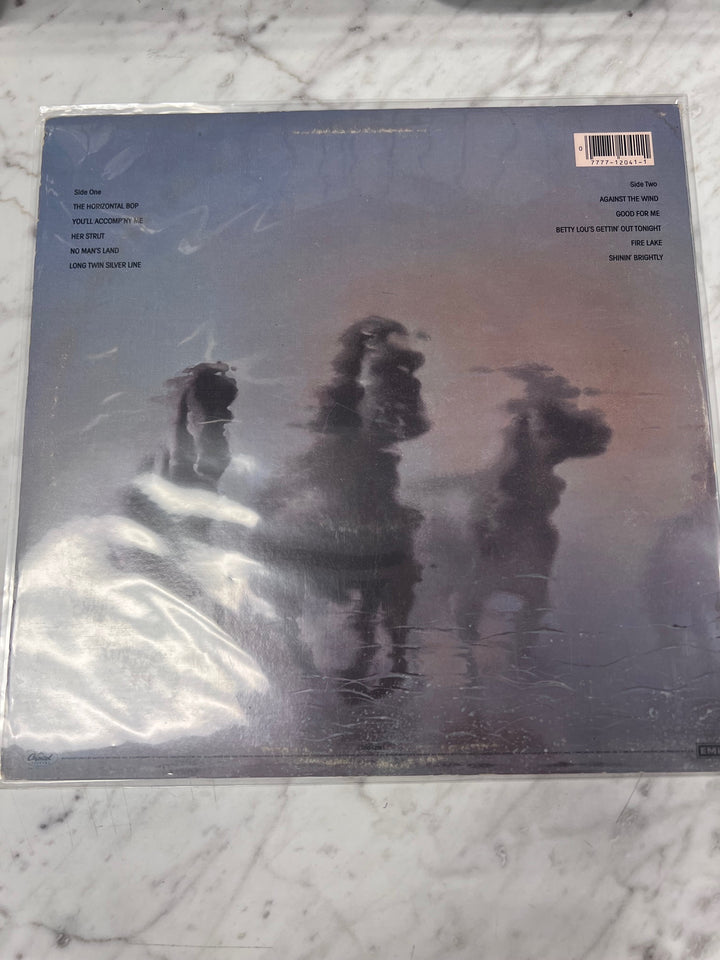 0
7777-12041-1
Side One
THE HORIZONTAL BOP
YOU'LL ACCOMP'NY ME
HER STRUT
NO MAN'S LAND
LONG TWIN SILVER LINE
Side Two
AGAINST THE WIND
GOOD FOR ME
BETTY LOU'S GETTIN' OUT TONIGHT
FIRE LAKE
SHININ' BRIGHTLY
Capitol
EMI